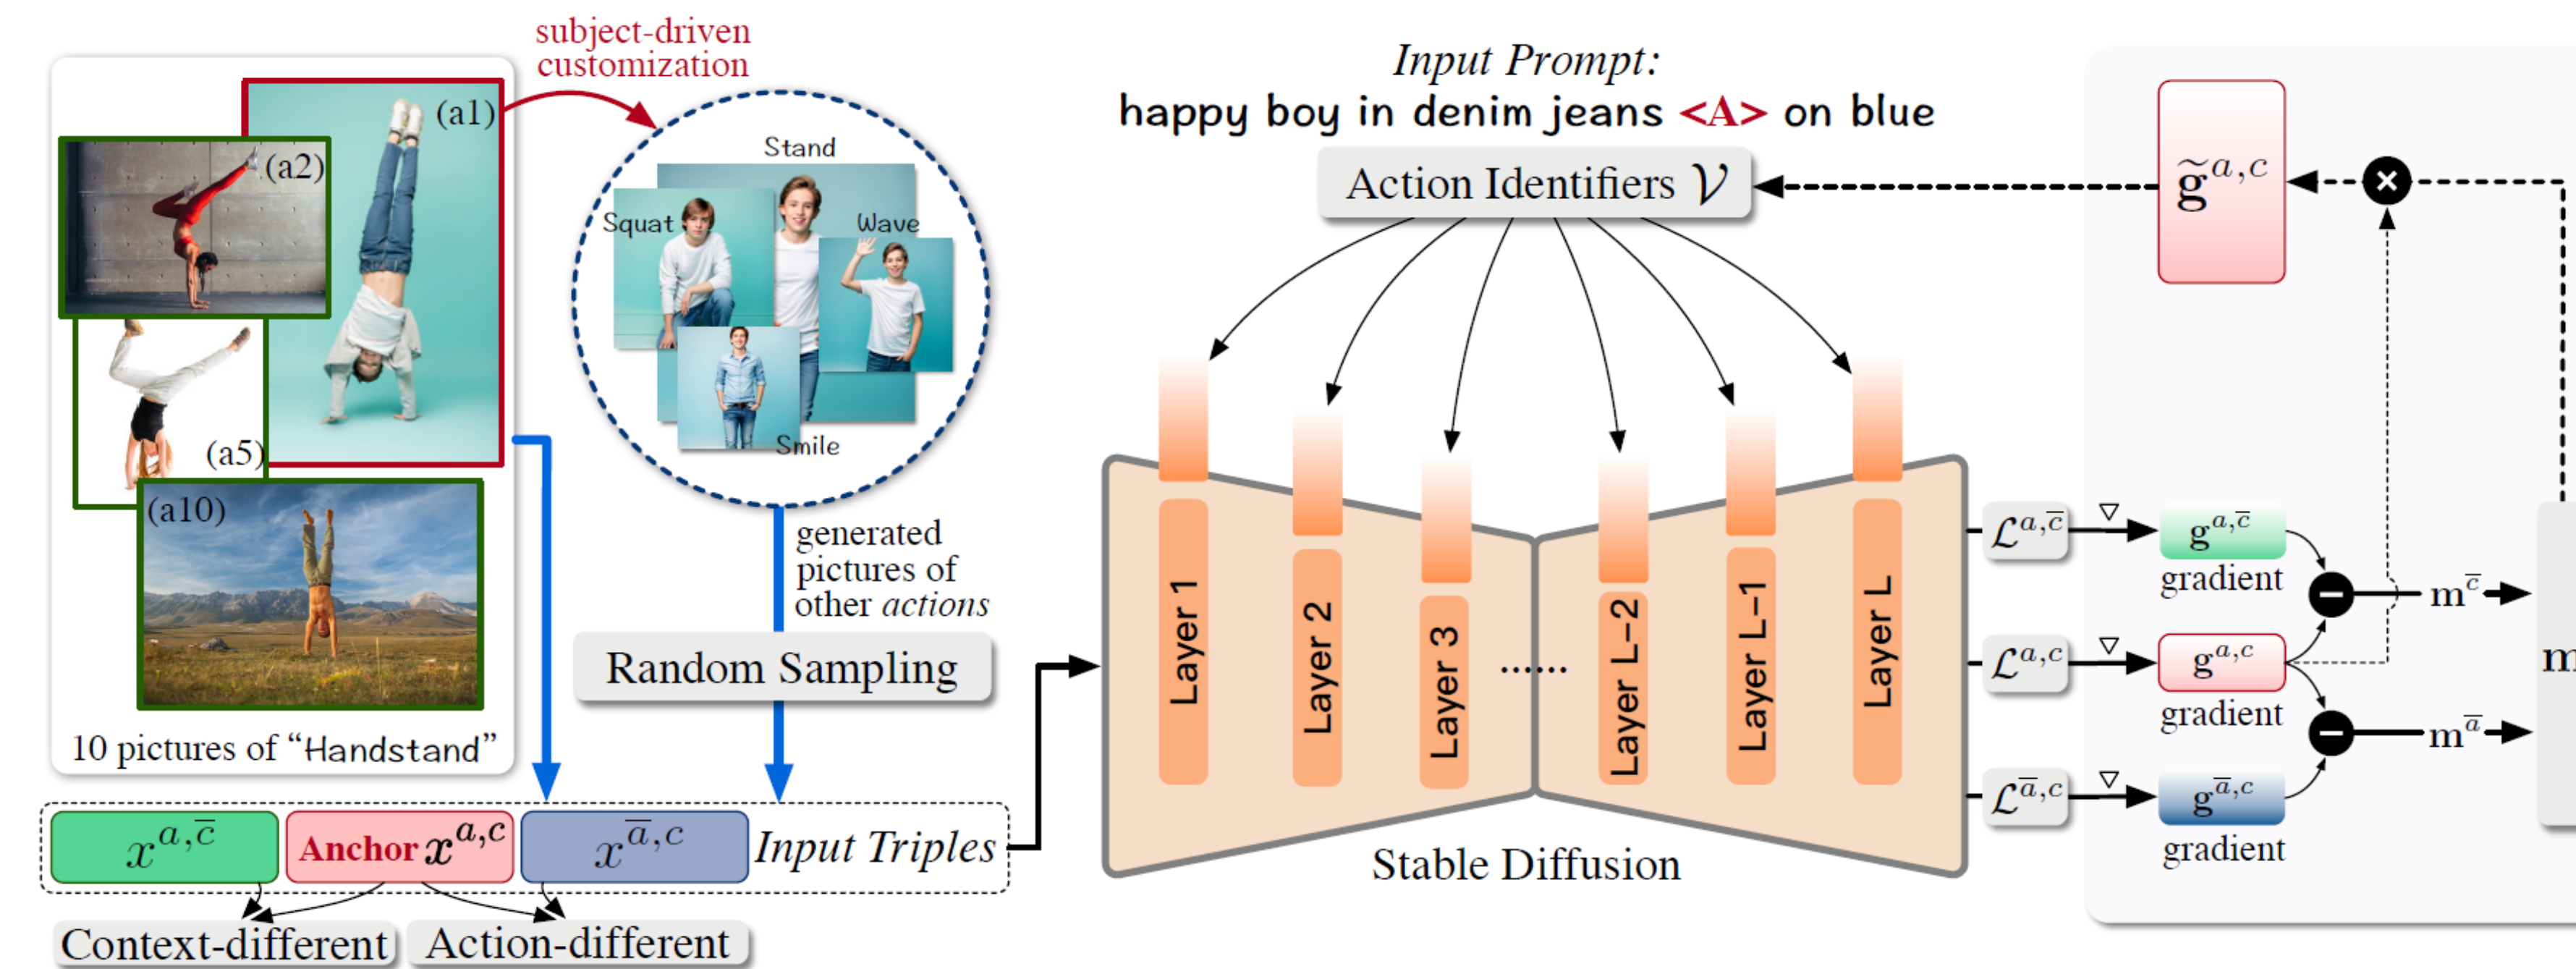 subject-driven
customization
(a1)
(a2)
(a5)
(a10)
10 pictures of “Handstand”
Stand
Squat
Wave
Smile
generated
pictures of
other actions
Random Sampling
x^{a,c̅}
Anchor x^{a,c}
x^{a̅,c}
Input Triples
Context-different
Action-different
Input Prompt:
happy boy in denim jeans <A> on blue
Action Identifiers 𝒱
Layer 1
Layer 2
Layer 3
......
Layer L−2
Layer L−1
Layer L
Stable Diffusion
ℒ^{a,c̅}
▽
g^{a,c̅}
gradient
ℒ^{a,c}
▽
g^{a,c}
gradient
ℒ^{a̅,c}
▽
g^{a̅,c}
gradient
g̃^{a,c}
×
−
m^{c̅}
−
m^{a̅}